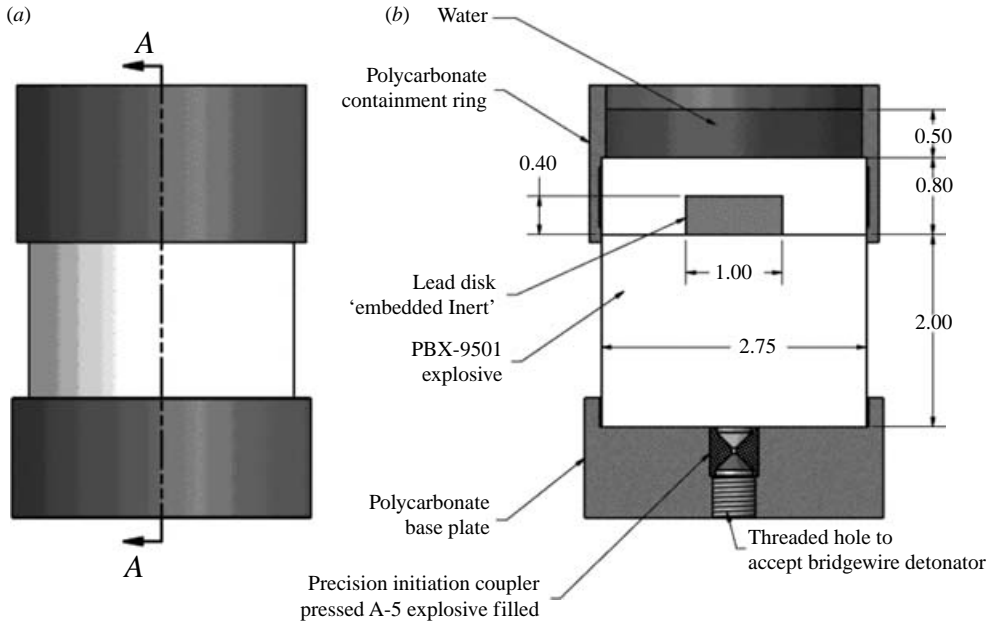 (a)
A
A
(b)
Water
Polycarbonate
containment ring
0.40
0.50
0.80
1.00
Lead disk
‘embedded Inert’
2.00
PBX-9501
explosive
2.75
Polycarbonate
base plate
Threaded hole to
accept bridgewire detonator
Precision initiation coupler
pressed A-5 explosive filled